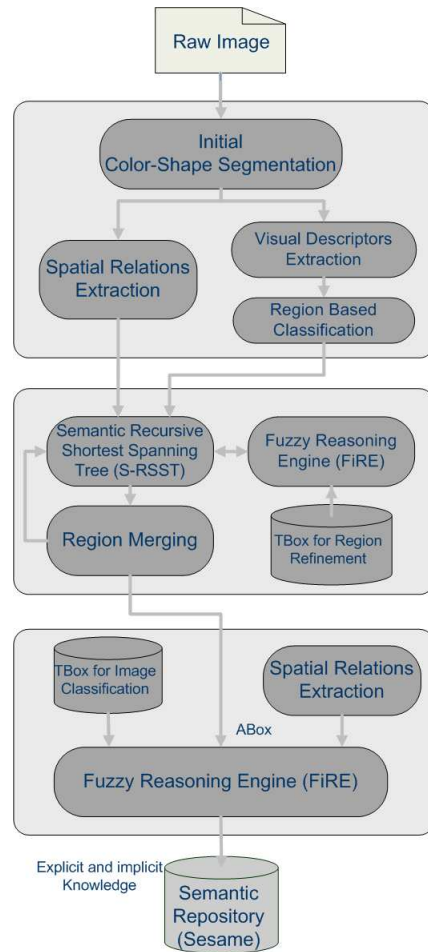 Raw Image
Initial
Color-Shape Segmentation
Spatial Relations
Extraction
Visual Descriptors
Extraction
Region Based
Classification
Semantic Recursive
Shortest Spanning
Tree (S-RSST)
Fuzzy Reasoning
Engine (FiRE)
Region Merging
TBox for Region
Refinement
TBox for Image
Classification
Spatial Relations
Extraction
ABox
Fuzzy Reasoning Engine (FiRE)
Explicit and implicit
Knowledge
Semantic
Repository
(Sesame)